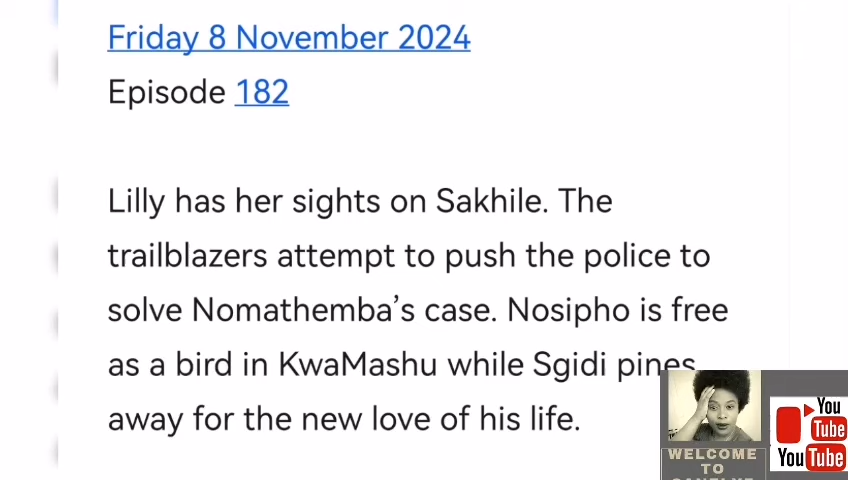 Friday 8 November 2024
Episode 182
Lilly has her sights on Sakhile. The
trailblazers attempt to push the police to
solve Nomathemba’s case. Nosipho is free
as a bird in KwaMashu while Sgidi pines
away for the new love of his life.
You
Tube
YouTube
WELCOME
TO